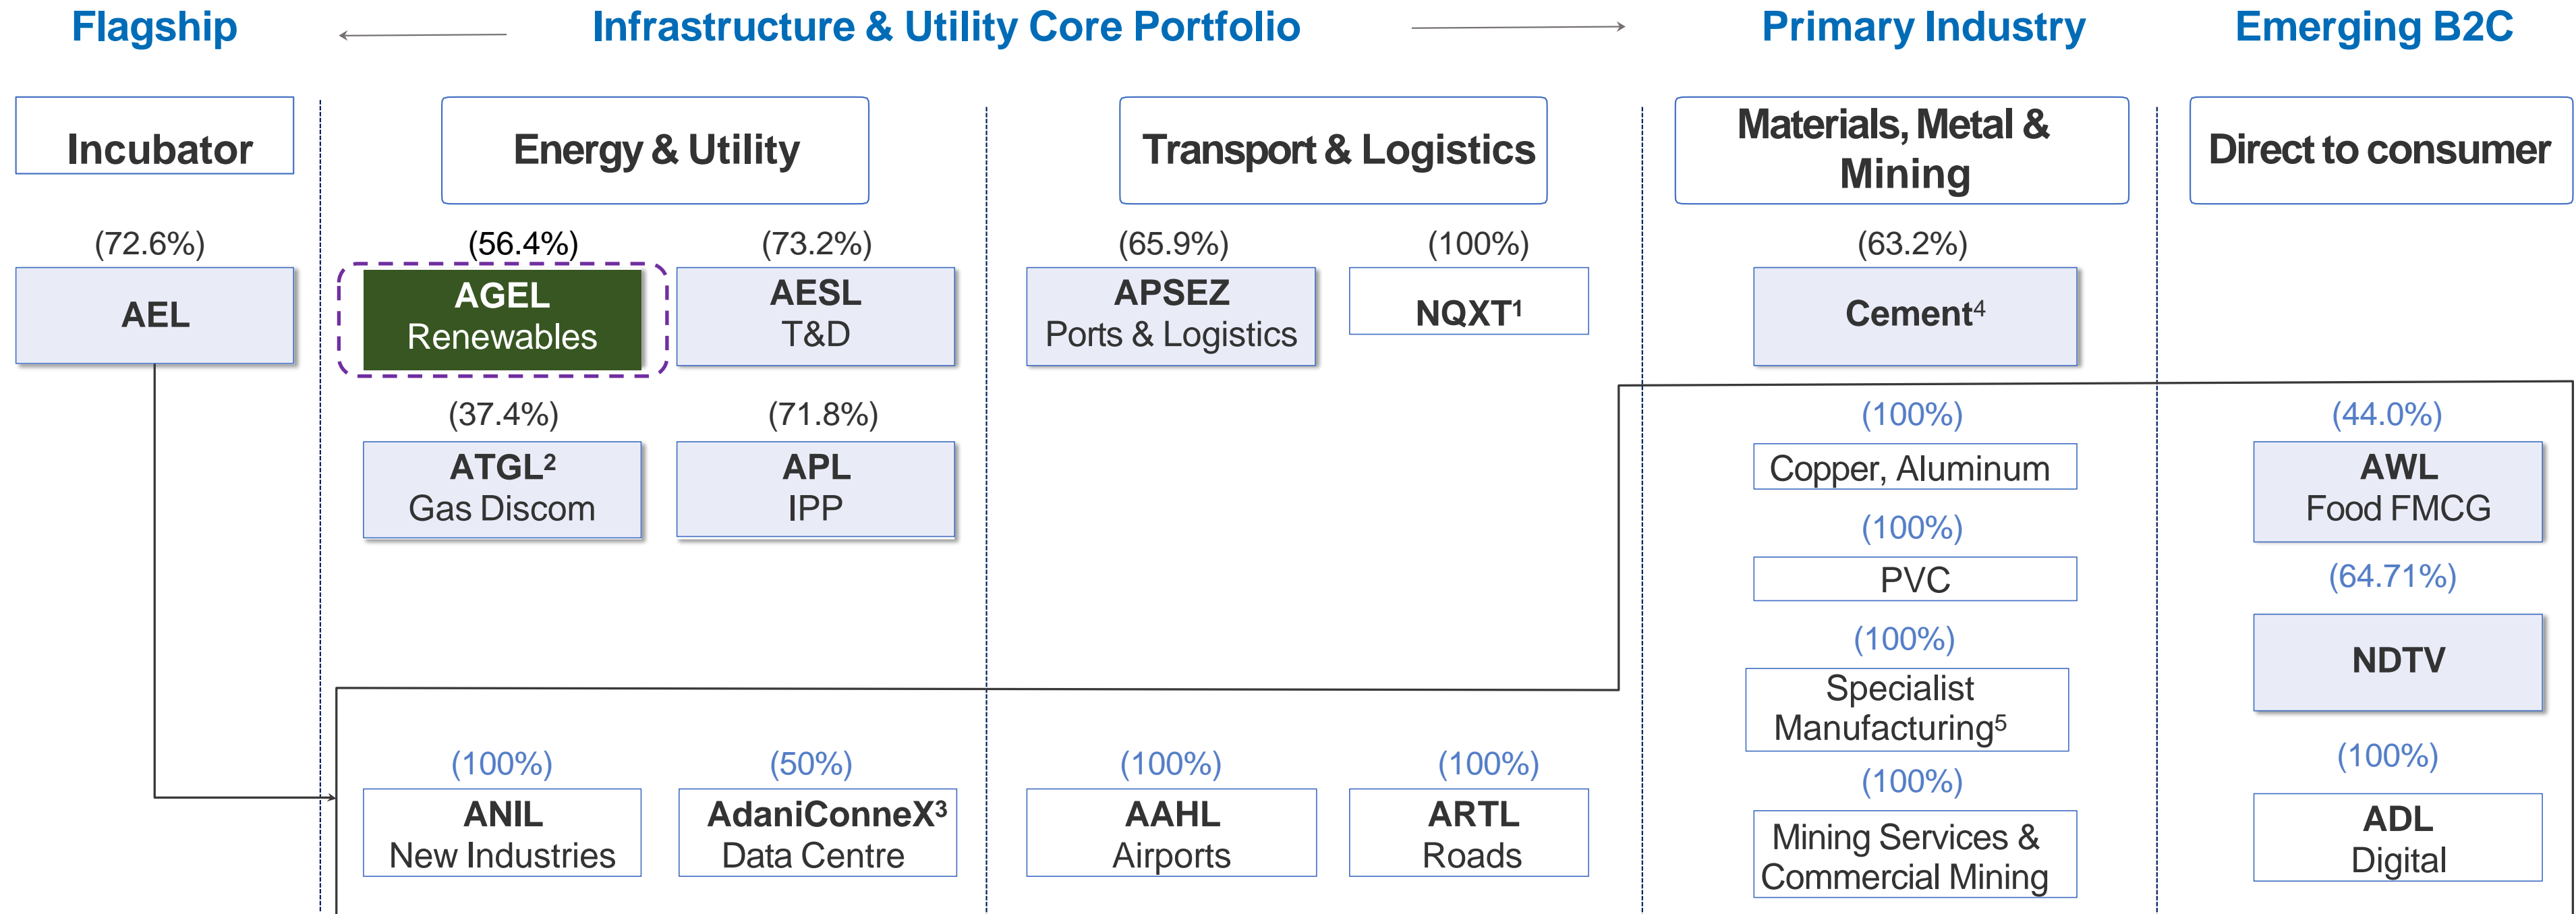 Flagship
Infrastructure & Utility Core Portfolio
Primary Industry
Emerging B2C
Incubator
Energy & Utility
Transport & Logistics
Materials, Metal &
Mining
Direct to consumer
(72.6%)
(56.4%)
(73.2%)
(65.9%)
(100%)
(63.2%)
AEL
AGEL
Renewables
AESL
T&D
APSEZ
Ports & Logistics
NQXT¹
Cement⁴
(37.4%)
(71.8%)
(100%)
(44.0%)
ATGL²
Gas Discom
APL
IPP
Copper, Aluminum
AWL
Food FMCG
(100%)
PVC
(64.71%)
(100%)
Specialist
Manufacturing⁵
NDTV
(100%)
(50%)
(100%)
(100%)
(100%)
(100%)
ANIL
New Industries
AdaniConneX³
Data Centre
AAHL
Airports
ARTL
Roads
Mining Services &
Commercial Mining
ADL
Digital